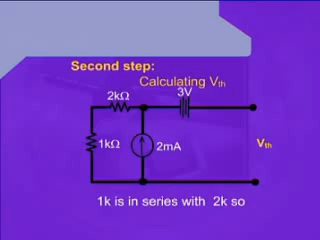 Second step:
Calculating Vth
2kΩ
3V
1kΩ
2mA
Vth
1k is in series with 2k so